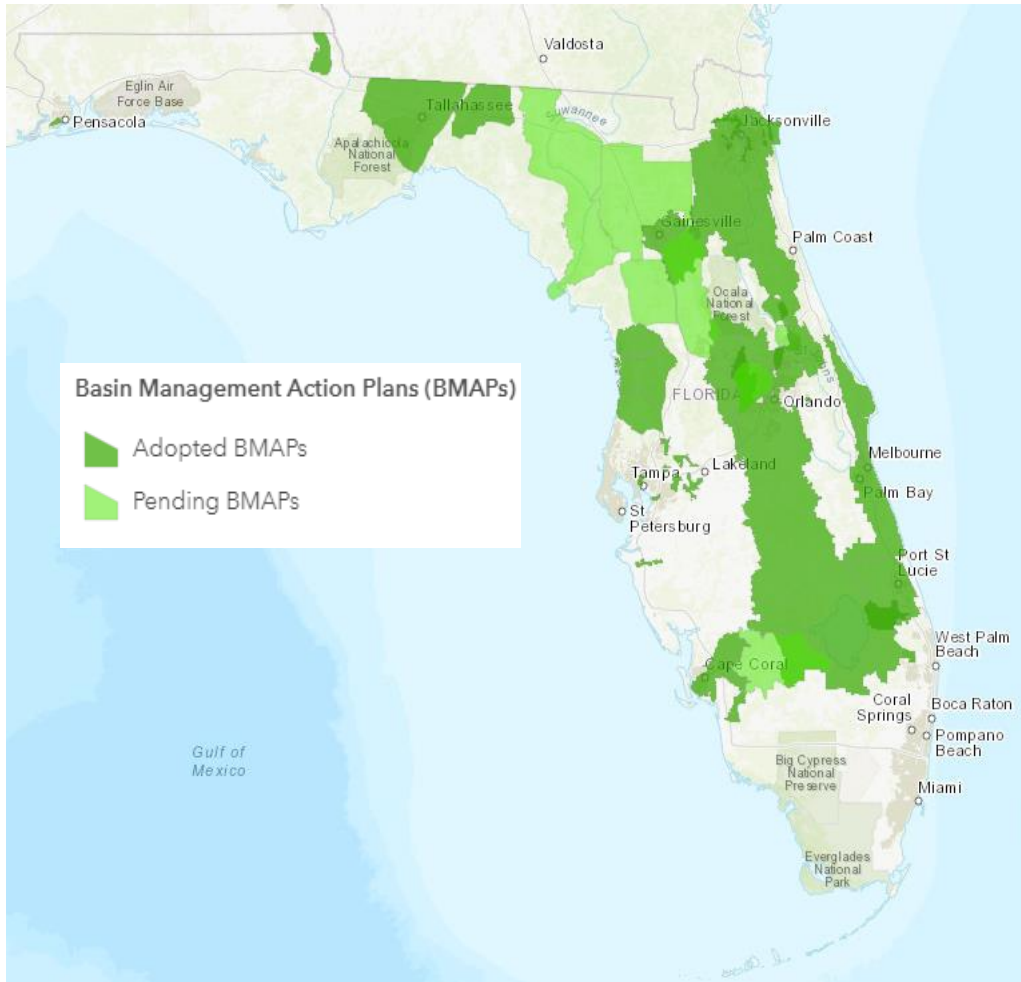 Valdosta
Eglin Air
Force Base
Pensacola
Tallahassee
Suwannee
Jacksonville
Apalachicola
National
Forest
Gainesville
Palm Coast
Ocala
National
Forest
Basin Management Action Plans (BMAPs)
Adopted BMAPs
Pending BMAPs
FLORIDA
Orlando
Melbourne
Lakeland
Tampa
Palm Bay
St
Petersburg
Port St
Lucie
West Palm
Beach
Cape Coral
Coral
Springs
Boca Raton
Pompano
Beach
Gulf of
Mexico
Big Cypress
National
Preserve
Miami
Everglades
National
Park